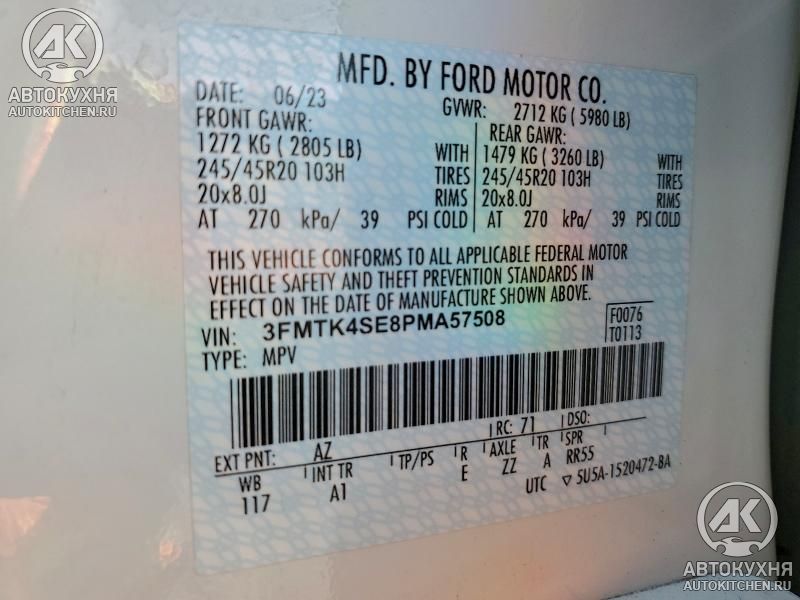 АК
АВТОКУХНЯ
AUTOKITCHEN.RU
MFD. BY FORD MOTOR CO.
DATE: 06/23 GVWR: 2712 KG ( 5980 LB)
FRONT GAWR: REAR GAWR:
1272 KG ( 2805 LB) WITH 1479 KG ( 3260 LB) WITH
245/45R20 103H TIRES 245/45R20 103H TIRES
20x8.0J RIMS 20x8.0J RIMS
AT 270 kPa/ 39 PSI COLD AT 270 kPa/ 39 PSI COLD
THIS VEHICLE CONFORMS TO ALL APPLICABLE FEDERAL MOTOR
VEHICLE SAFETY AND THEFT PREVENTION STANDARDS IN
EFFECT ON THE DATE OF MANUFACTURE SHOWN ABOVE.
VIN: 3FMTK4SE8PMA57508 F0076
TYPE: MPV T0113
EXT PNT: AZ RC: 71 DSO:
WB INT TR TP/PS R AXLE TR SPR
117 A1 E ZZ A RR55
UTC ▽ 5U5A-1520472-BA
АК
АВТОКУХНЯ
AUTOKITCHEN.RU